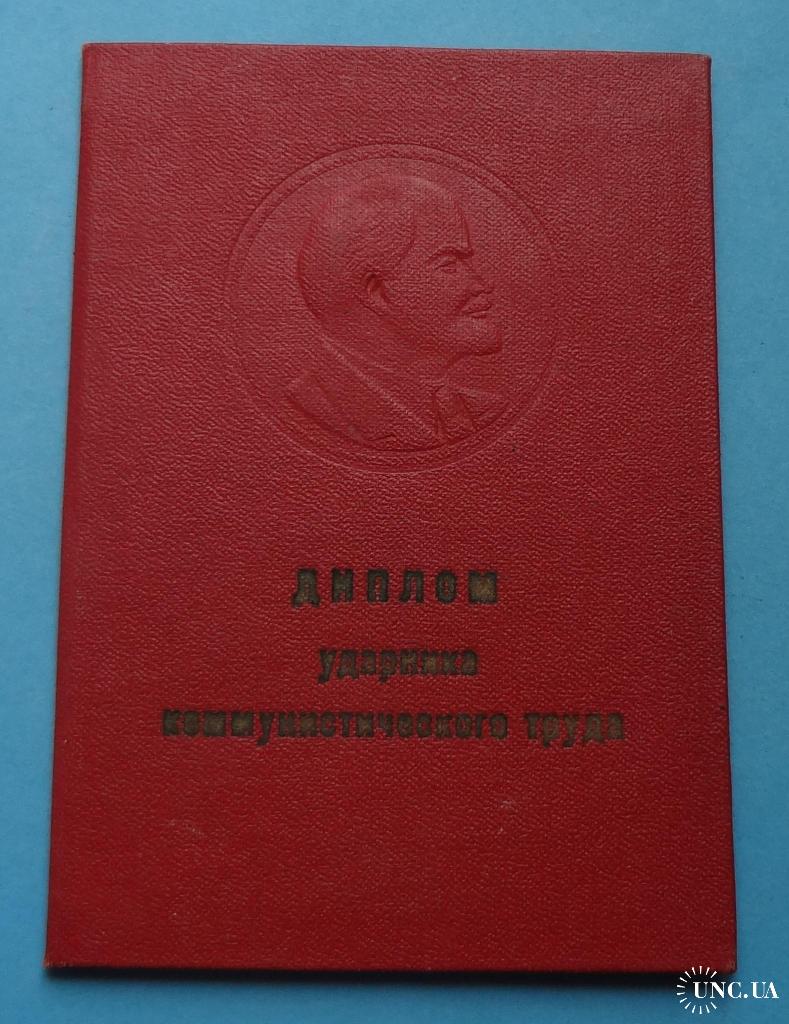 ДИПЛОМ
ударника
коммунистического труда
UNC.UA